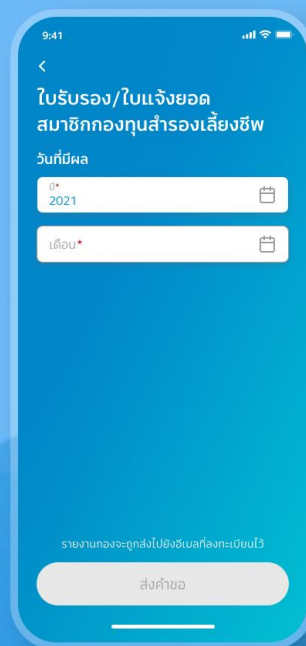 9:41
ใบรับรอง/ใบแจ้งยอด
สมาชิกกองทุนสำรองเลี้ยงชีพ
วันที่มีผล
ปี*
2021
เดือน*
รายงานกองจะถูกส่งไปยังอีเมลที่ลงทะเบียนไว้
ส่งคำขอ